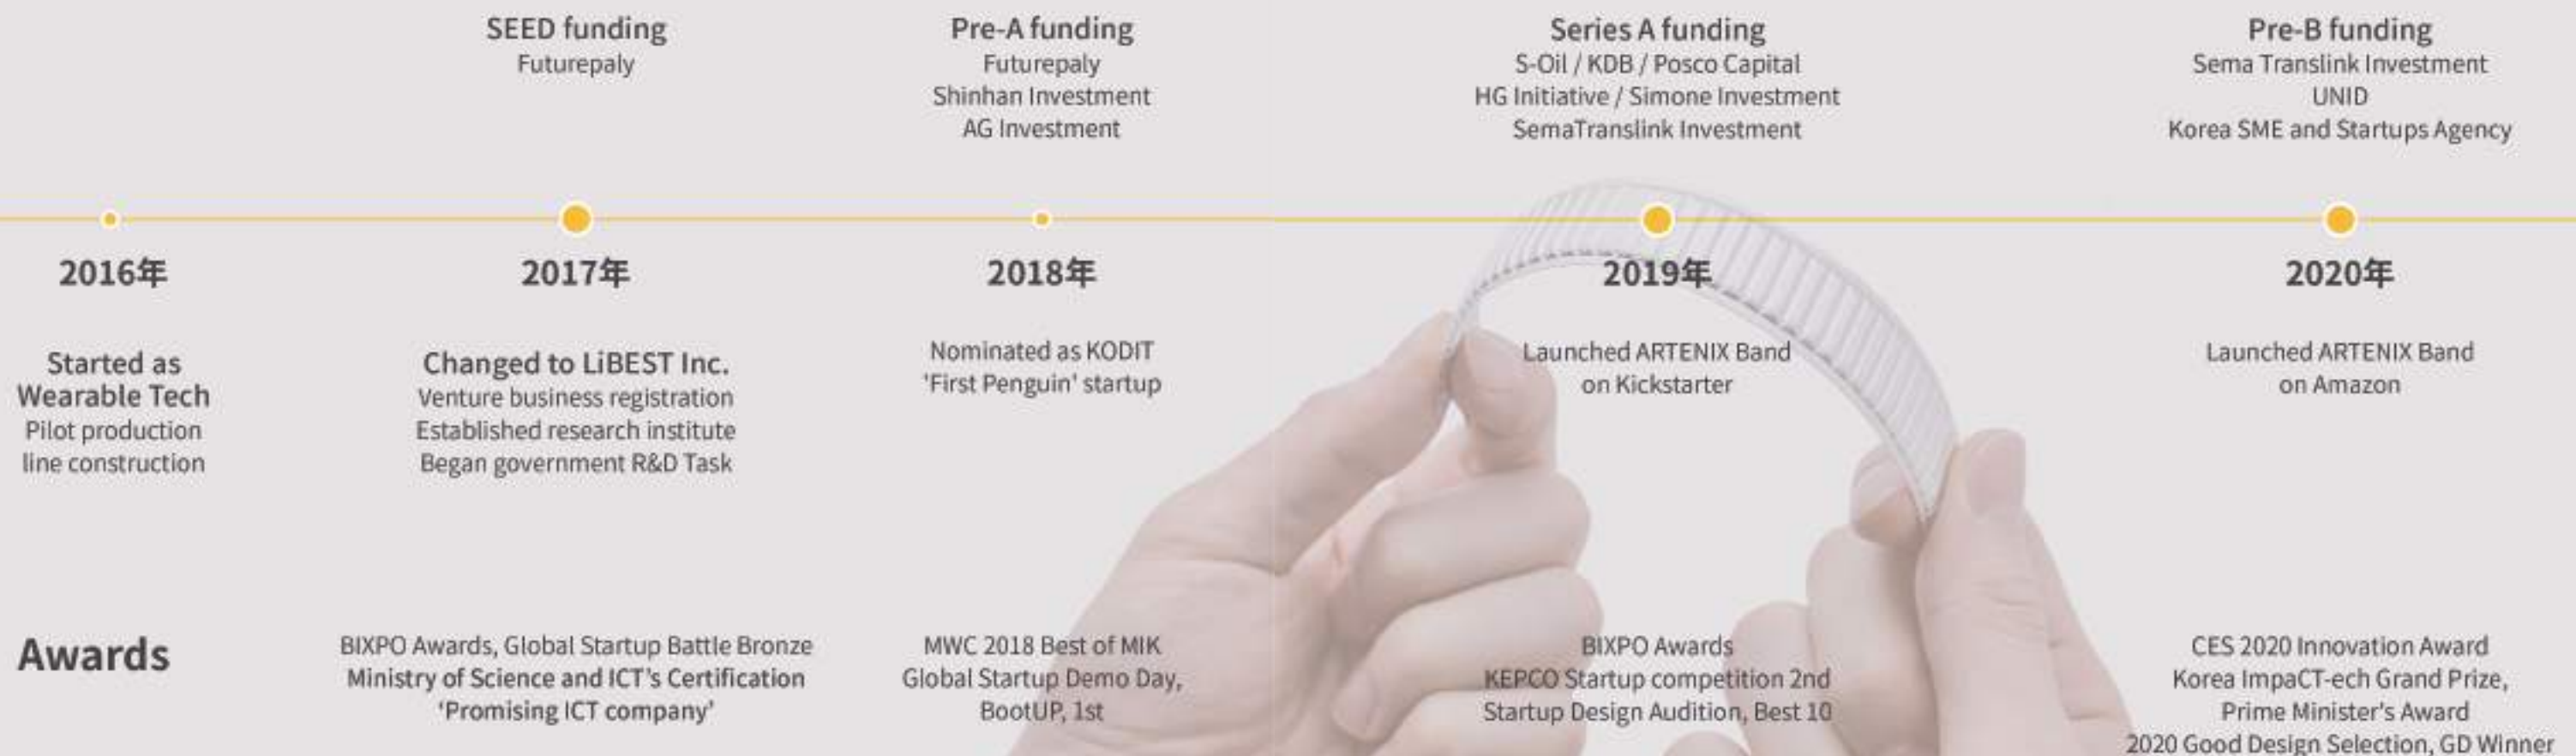 SEED funding
Futurepaly
Pre-A funding
Futurepaly
Shinhan Investment
AG Investment
Series A funding
S-Oil / KDB / Posco Capital
HG Initiative / Simone Investment
SemaTranslink Investment
Pre-B funding
Sema Translink Investment
UNID
Korea SME and Startups Agency
2016年
2017年
2018年
2019年
2020年
Started as
Wearable Tech
Pilot production
line construction
Changed to LiBEST Inc.
Venture business registration
Established research institute
Began government R&D Task
Nominated as KODIT
'First Penguin' startup
Launched ARTENIX Band
on Kickstarter
Launched ARTENIX Band
on Amazon
Awards
BIXPO Awards, Global Startup Battle Bronze
Ministry of Science and ICT's Certification
‘Promising ICT company’
MWC 2018 Best of MIK
Global Startup Demo Day,
BootUP, 1st
BIXPO Awards
KEPCO Startup competition 2nd
Startup Design Audition, Best 10
CES 2020 Innovation Award
Korea ImpaCT-ech Grand Prize,
Prime Minister's Award
2020 Good Design Selection, GD Winner